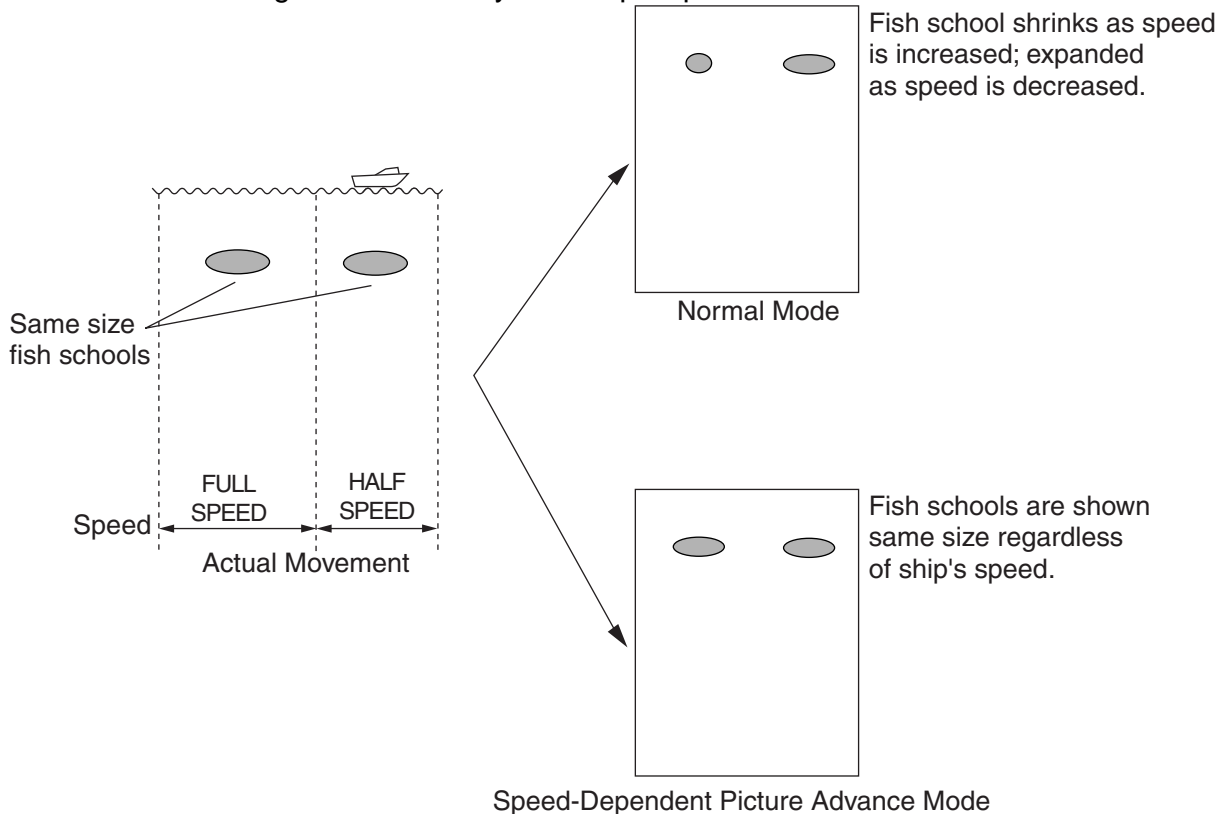 Fish school shrinks as speed
is increased; expanded
as speed is decreased.
Normal Mode
Same size
fish schools
FULL
SPEED
HALF
SPEED
Speed
Actual Movement
Fish schools are shown
same size regardless
of ship's speed.
Speed-Dependent Picture Advance Mode